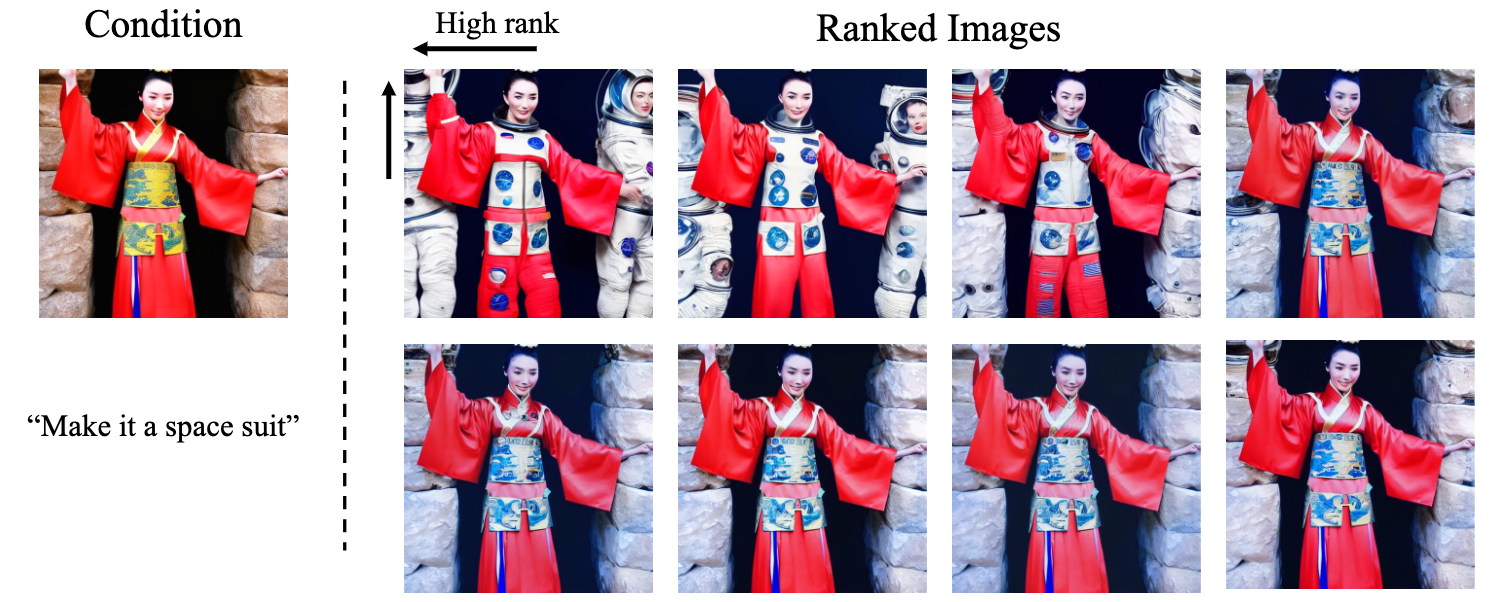 Condition
High rank
Ranked Images
“Make it a space suit”